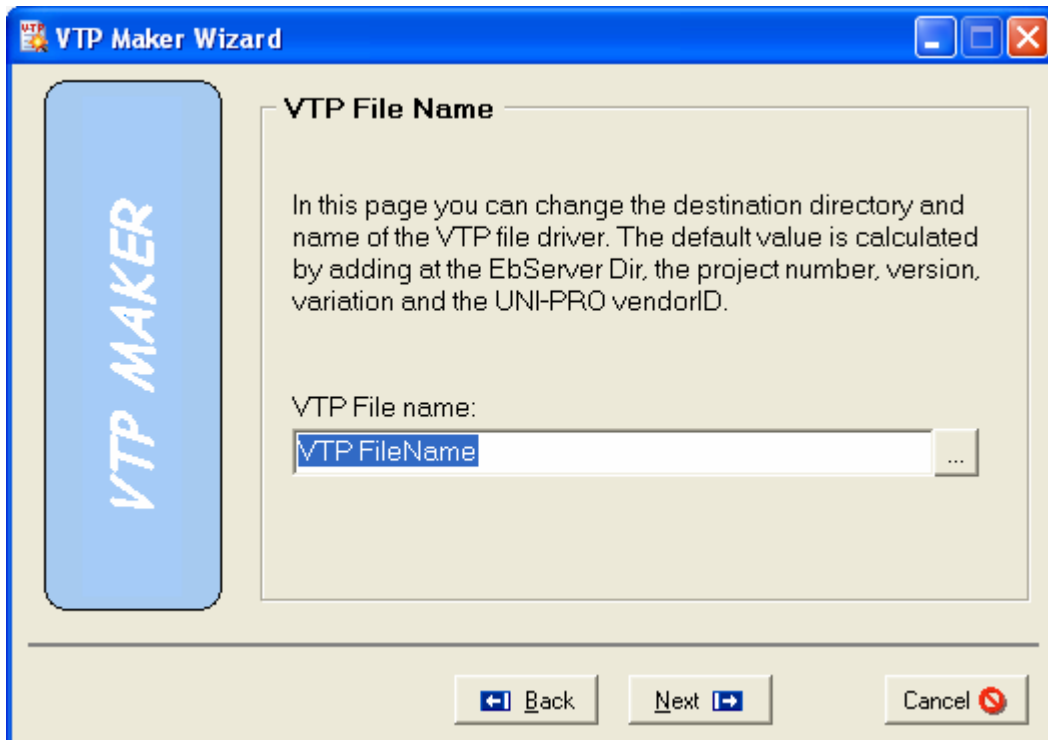 VTP
VTP Maker Wizard
VTP MAKER
VTP File Name
In this page you can change the destination directory and
name of the VTP file driver. The default value is calculated
by adding at the EbServer Dir, the project number, version,
variation and the UNI-PRO vendorID.
VTP File name:
VTP FileName
...
Back
Next
Cancel